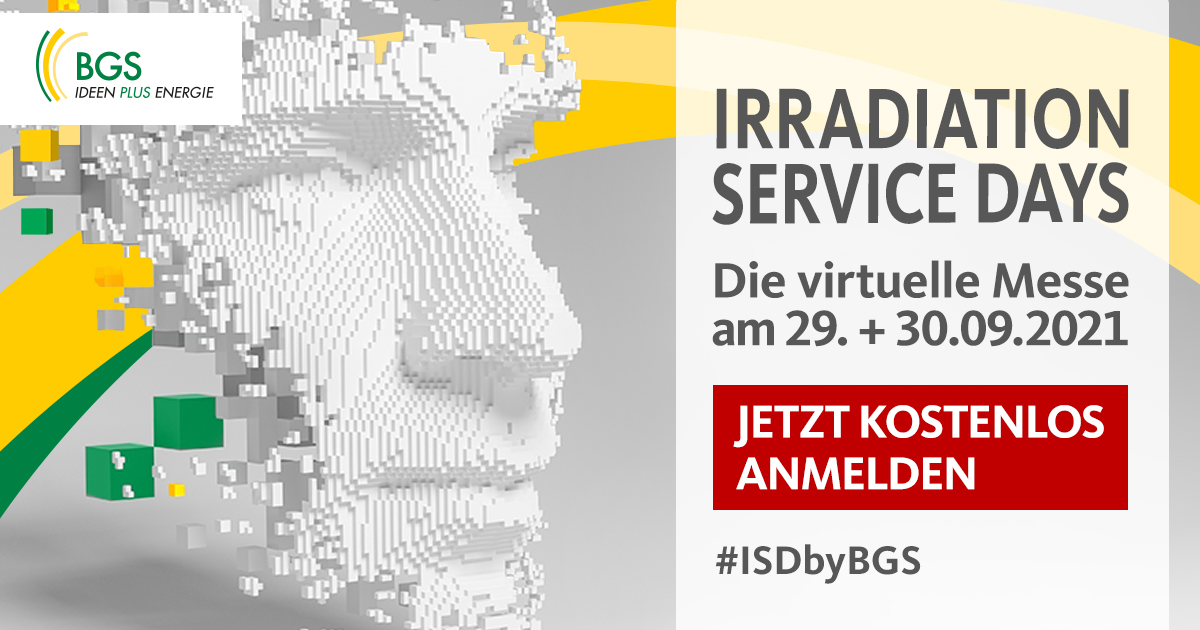 BGS
IDEEN PLUS ENERGIE
IRRADIATION
SERVICE DAYS
Die virtuelle Messe
am 29. + 30.09.2021
JETZT KOSTENLOS
ANMELDEN
#ISDbyBGS